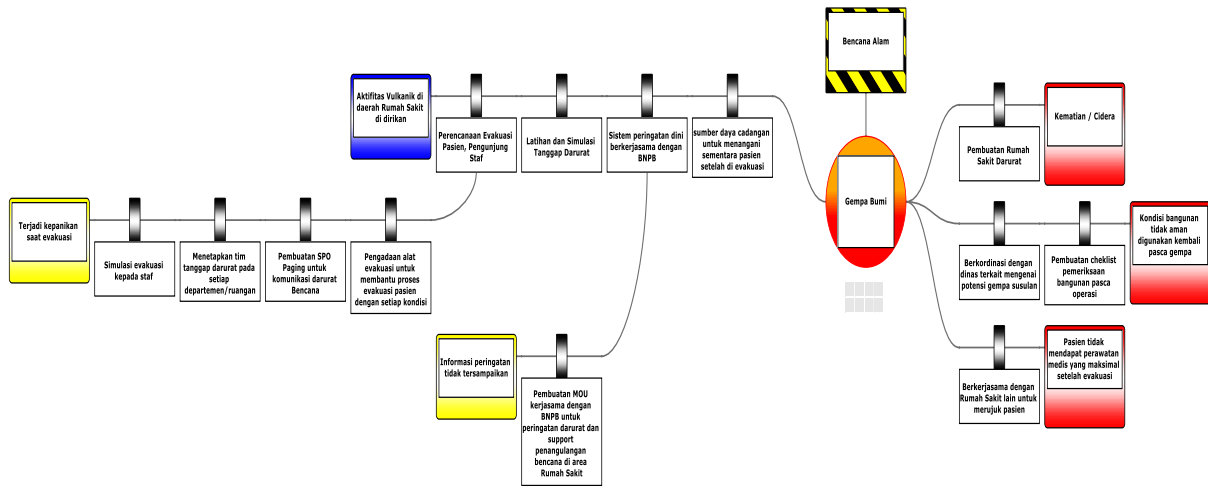 Bencana Alam
Aktifitas Vulkanik di
daerah Rumah Sakit
di dirikan
Perencanaan Evakuasi
Pasien, Pengunjung
Staf
Latihan dan Simulasi
Tanggap Darurat
Sistem peringatan dini
berkerjasama dengan
BNPB
sumber daya cadangan
untuk menangani
sementara pasien
setelah di evakuasi
Gempa Bumi
Pembuatan Rumah
Sakit Darurat
Kematian / Cidera
Terjadi kepanikan
saat evakuasi
Simulasi evakuasi
kepada staf
Menetapkan tim
tanggap darurat pada
setiap
departemen/ruangan
Pembuatan SPO
Paging untuk
komunikasi darurat
Bencana
Pengadaan alat
evakuasi untuk
membantu proses
evakuasi pasien
dengan setiap kondisi
Berkordinasi dengan
dinas terkait mengenai
potensi gempa susulan
Pembuatan cheklist
pemeriksaan
bangunan pasca
operasi
Kondisi bangunan
tidak aman
digunakan kembali
pasca gempa
Informasi peringatan
tidak tersampaikan
Pembuatan MOU
kerjasama dengan
BNPB untuk
peringatan darurat dan
support
penangulangan
bencana di area
Rumah Sakit
Berkerjasama dengan
Rumah Sakit lain untuk
merujuk pasien
Pasien tidak
mendapat perawatan
medis yang maksimal
setelah evakuasi